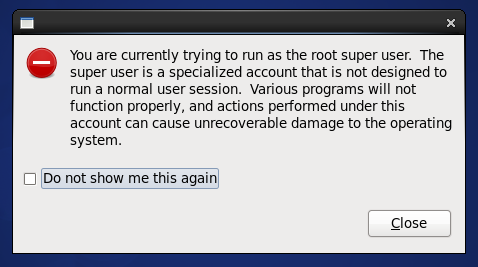 You are currently trying to run as the root super user.  The
super user is a specialized account that is not designed to
run a normal user session.  Various programs will not
function properly, and actions performed under this
account can cause unrecoverable damage to the operating
system.
Do not show me this again
Close